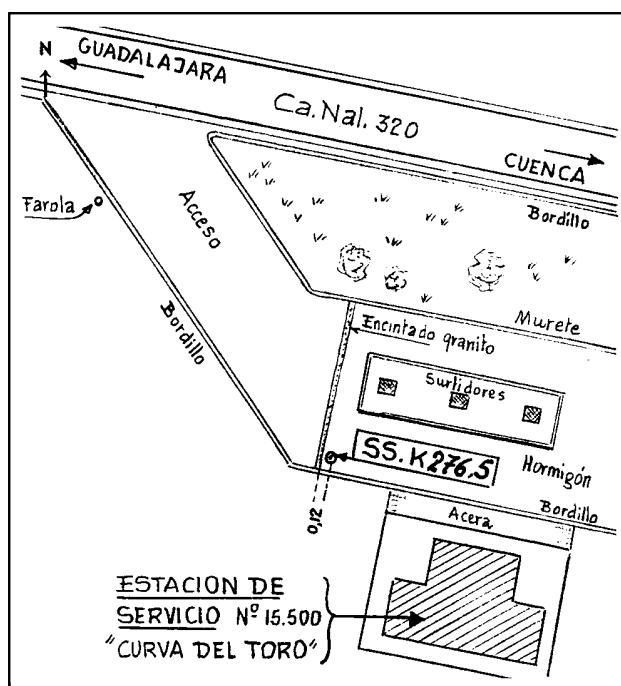 N
GUADALAJARA
Ca. Nal. 320
CUENCA
Bordillo
Farola
Acceso
Bordillo
Murete
Encintado granito
Surtidores
SS.K276,5
Hormigón
Bordillo
0,12
Acera
ESTACION DE
SERVICIO Nº 15.500
"CURVA DEL TORO"